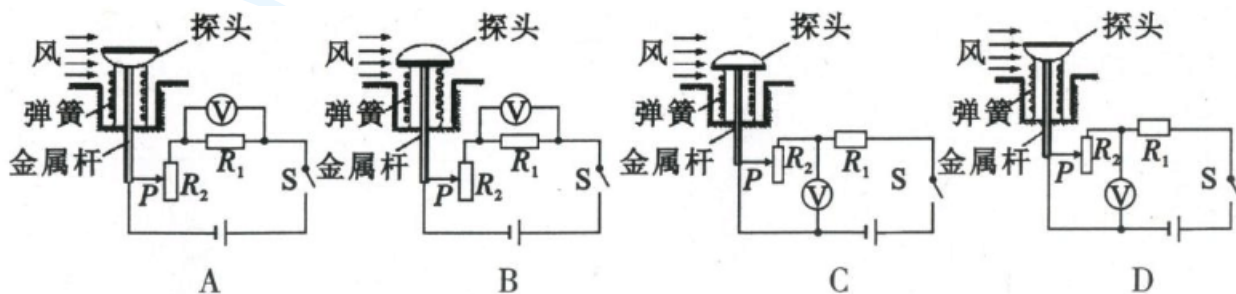 风 探头 弹簧 金属杆 V R₁ P R₂ S A
风 探头 弹簧 金属杆 V R₁ P R₂ S B
风 探头 弹簧 金属杆 P R₂ R₁ V S C
风 探头 弹簧 金属杆 P R₂ R₁ V S D